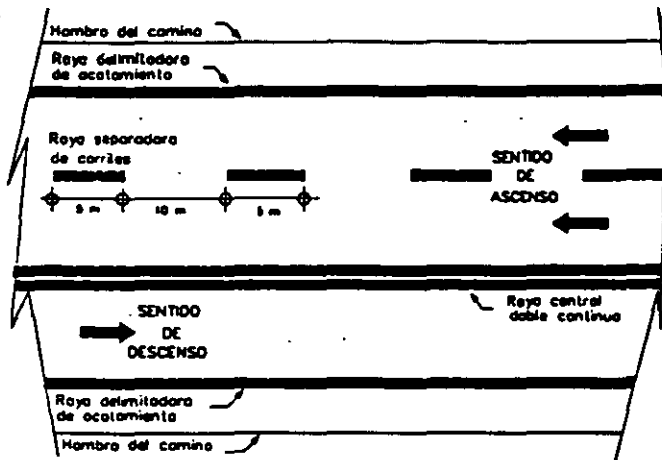 Hombro del camino
Raya delimitadora
de acotamiento
Raya separadora
de carriles
SENTIDO
DE
ASCENSO
5 m
10 m
5 m
Raya central
doble continua
SENTIDO
DE
DESCENSO
Raya delimitadora
de acotamiento
Hombro del camino